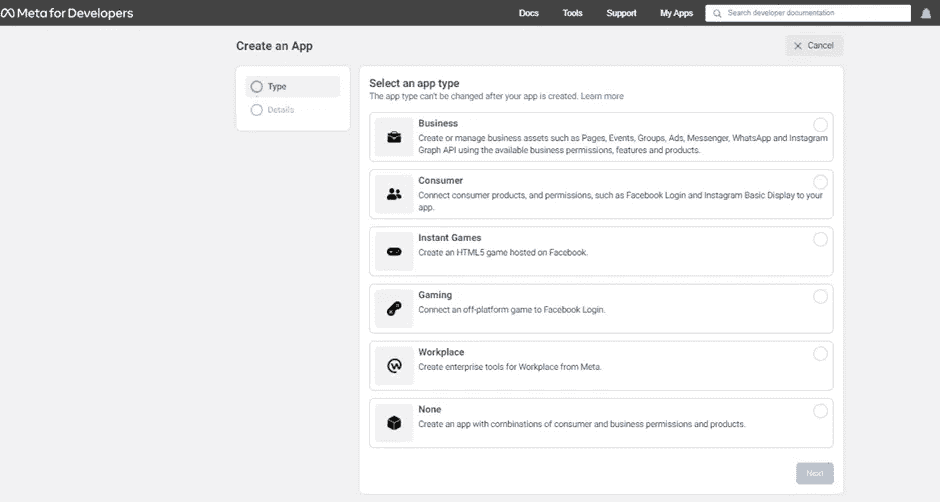 Meta for Developers
Docs Tools Support My Apps Search developer documentation
Create an App
Cancel
Type
Details
Select an app type
The app type can't be changed after your app is created. Learn more
Business
Create or manage business assets such as Pages, Events, Groups, Ads, Messenger, WhatsApp and Instagram
Graph API using the available business permissions, features and products.
Consumer
Connect consumer products, and permissions, such as Facebook Login and Instagram Basic Display to your
app.
Instant Games
Create an HTML5 game hosted on Facebook.
Gaming
Connect an off-platform game to Facebook Login.
Workplace
Create enterprise tools for Workplace from Meta.
None
Create an app with combinations of consumer and business permissions and products.
Next